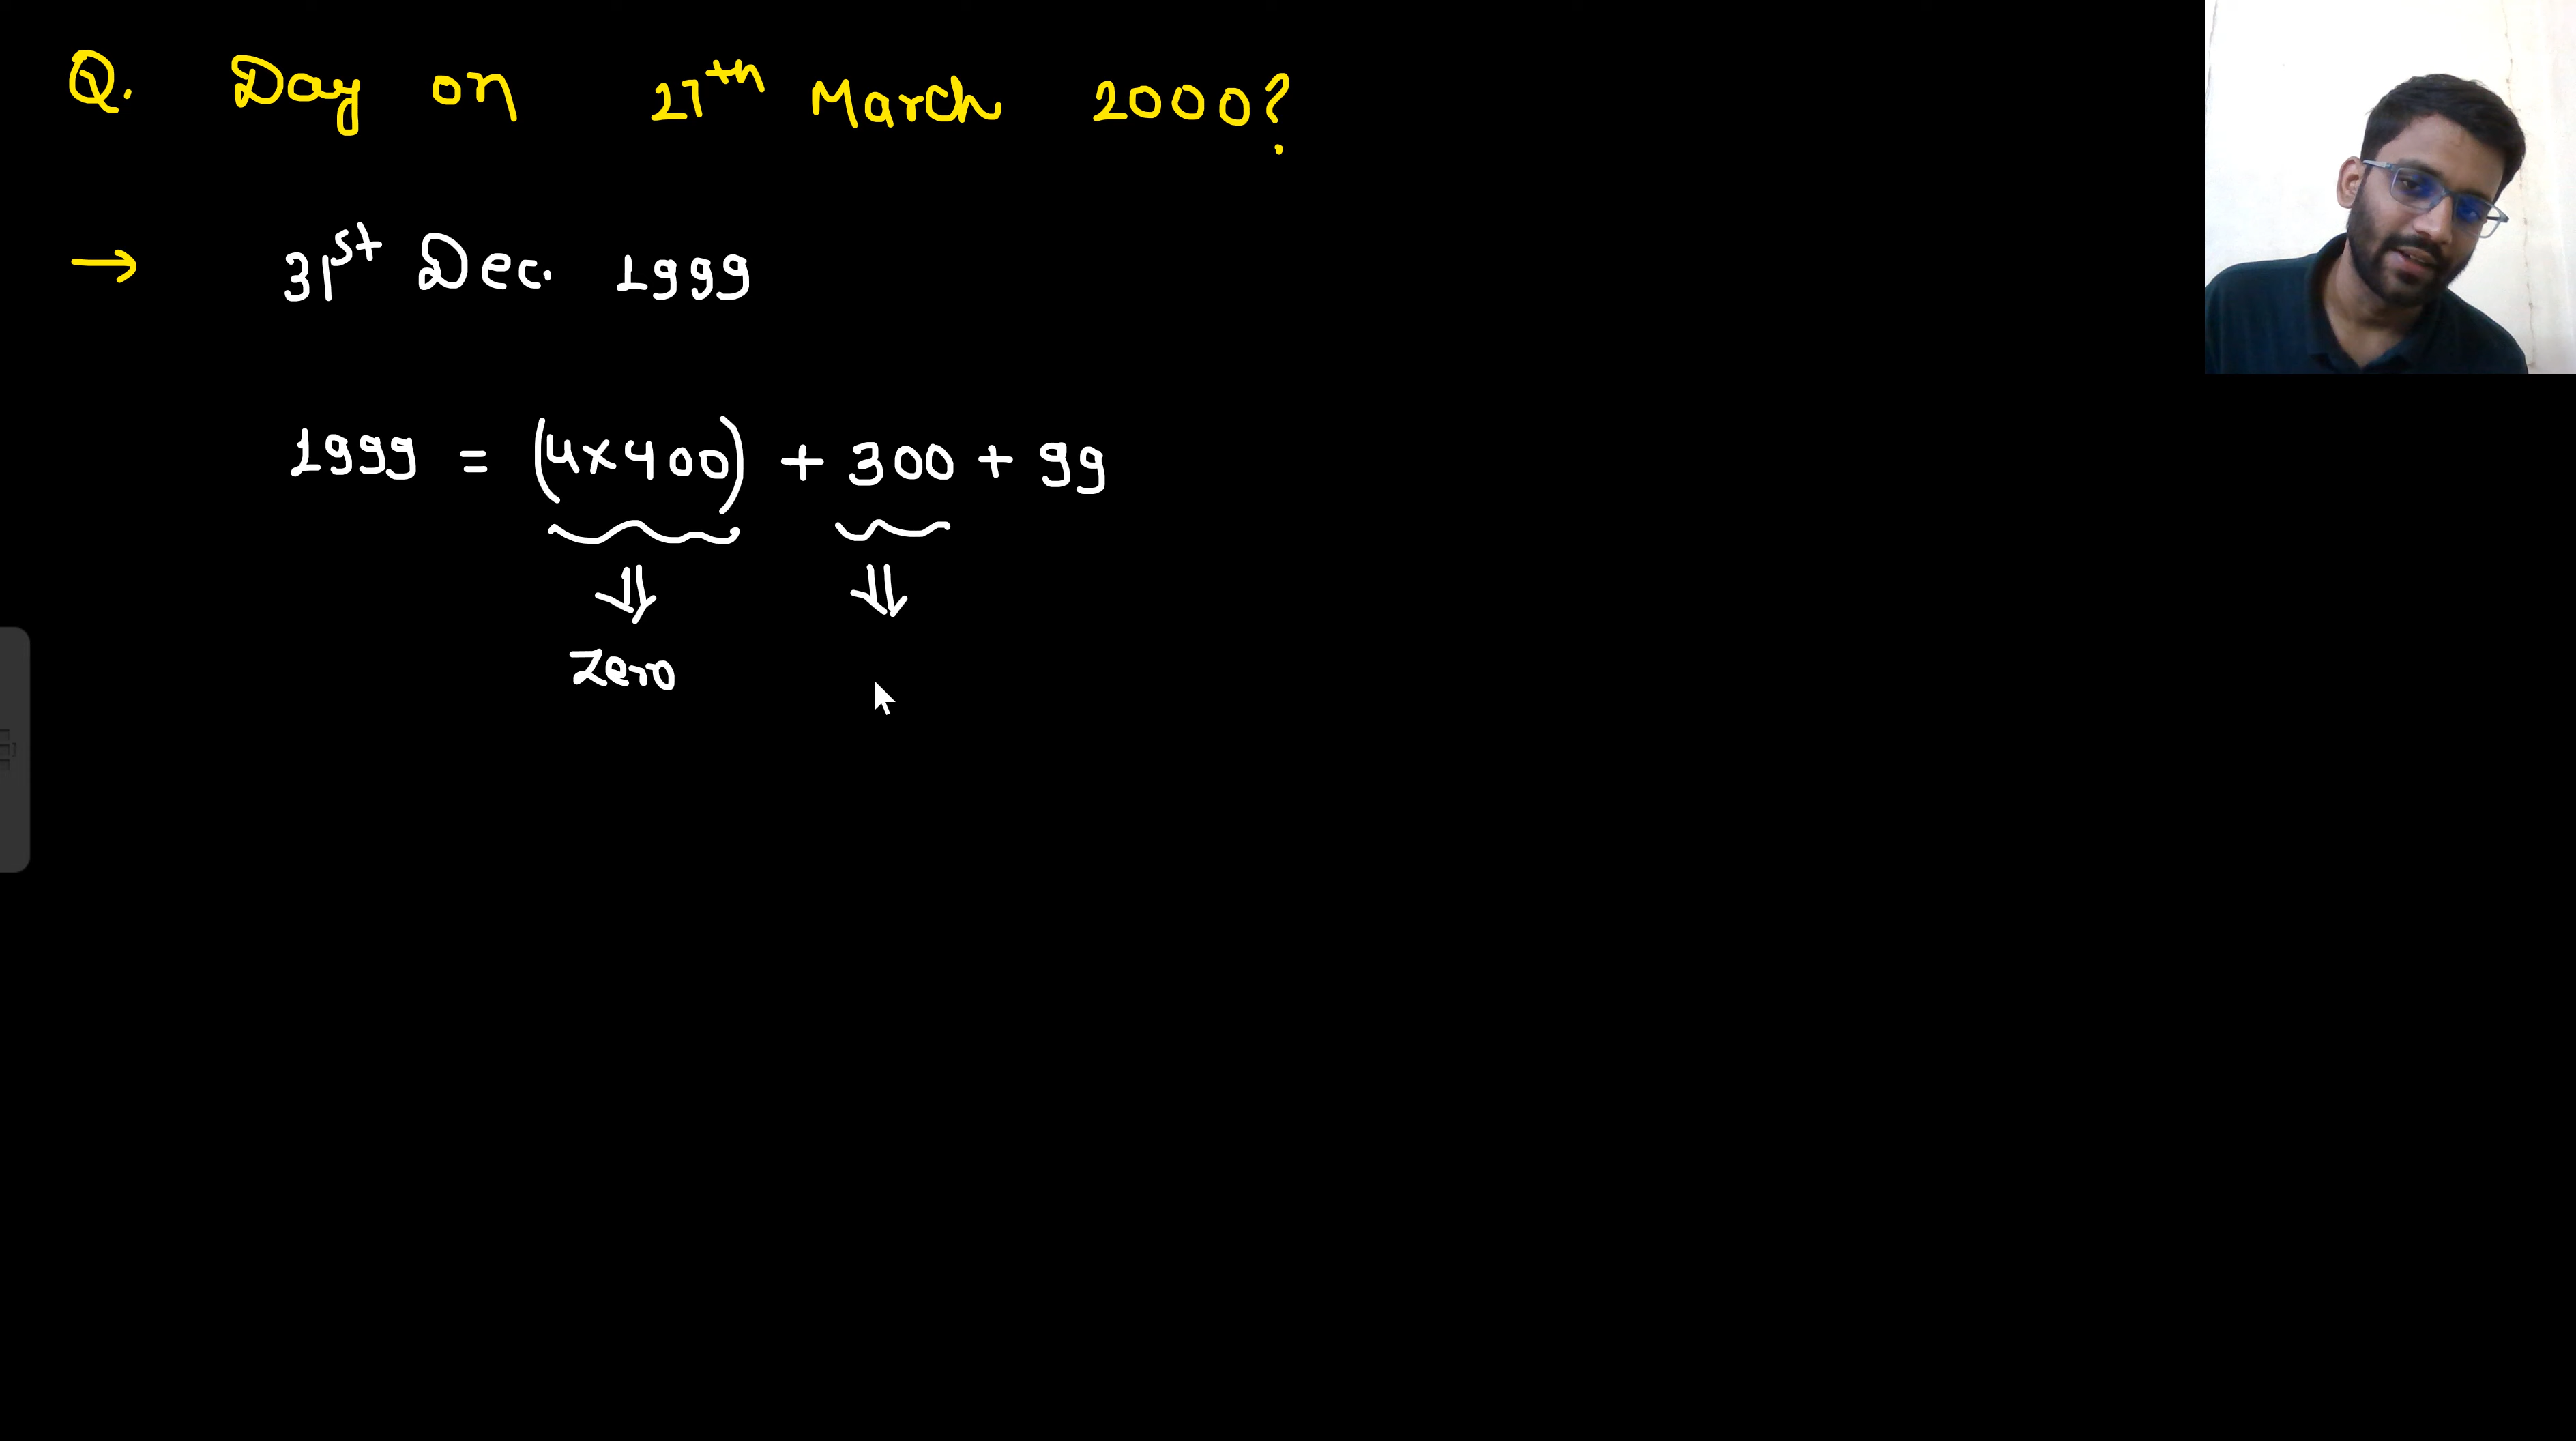 Q. Day on 27th March 2000?
→ 31st Dec. 1999
1999 = (4×400) + 300 + 99
⇓ ⇓
Zero